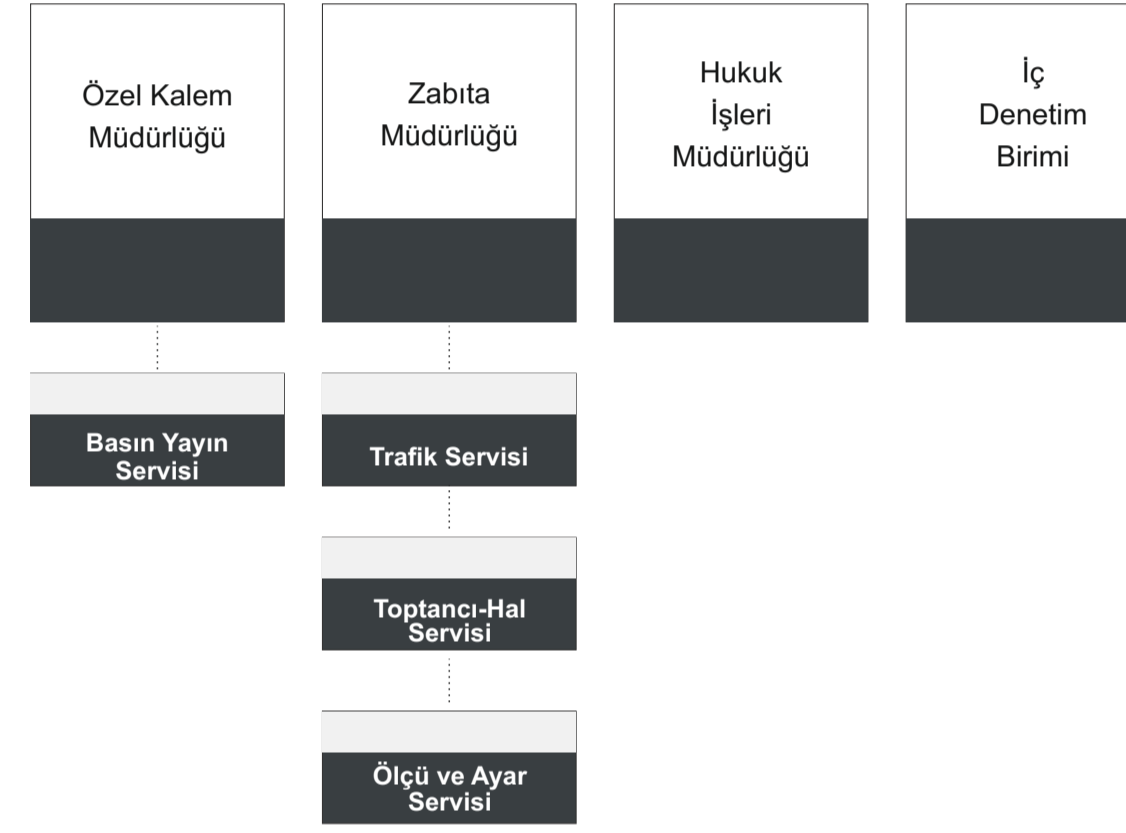 Özel Kalem
Müdürlüğü
Zabıta
Müdürlüğü
Hukuk
İşleri
Müdürlüğü
İç
Denetim
Birimi
Basın Yayın
Servisi
Trafik Servisi
Toptancı-Hal
Servisi
Ölçü ve Ayar
Servisi